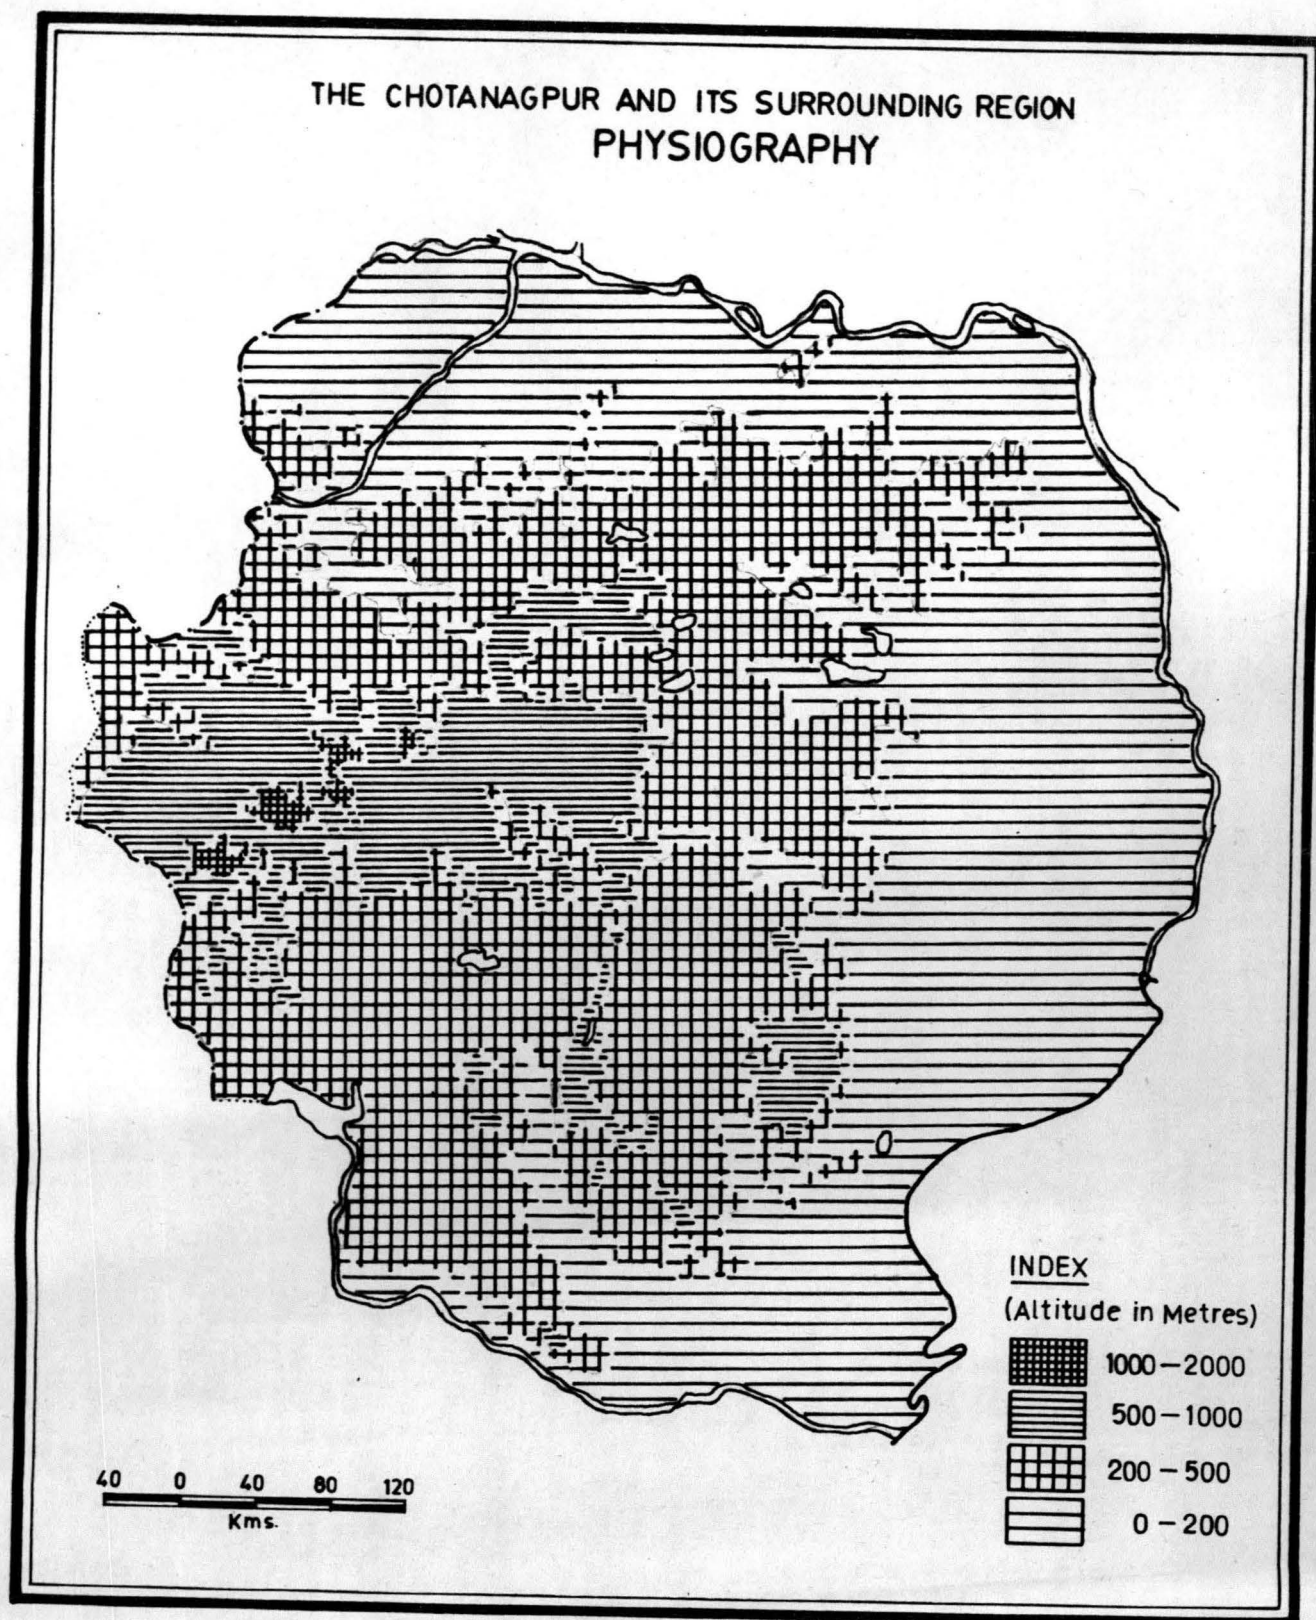 THE CHOTANAGPUR AND ITS SURROUNDING REGION
PHYSIOGRAPHY
INDEX
(Altitude in Metres)
1000-2000
500-1000
200-500
0-200
40 0 40 80 120
Kms.